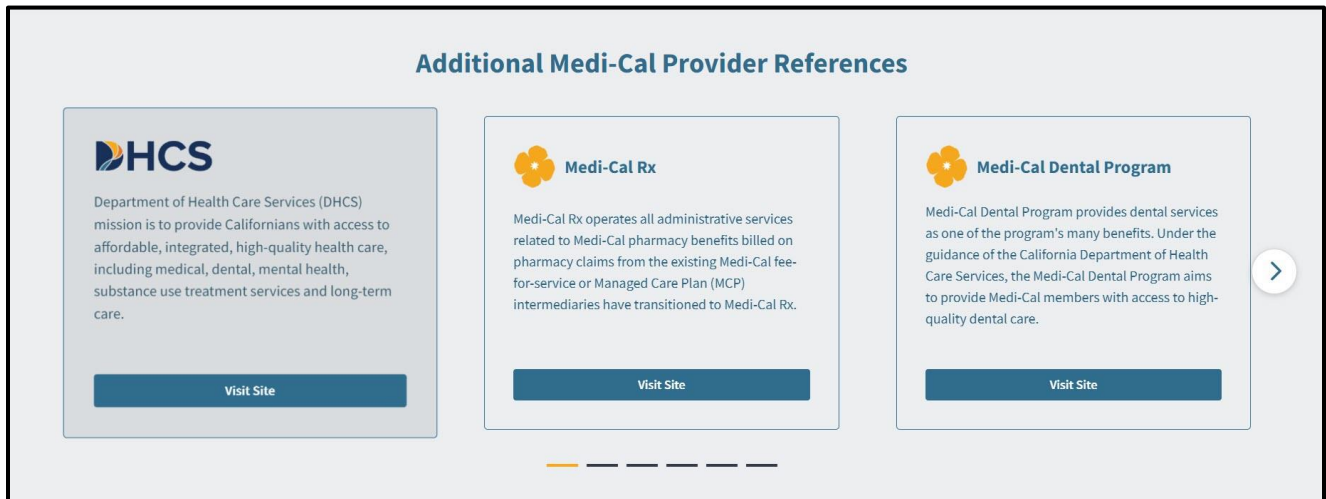 Additional Medi-Cal Provider References
DHCS
Department of Health Care Services (DHCS)
mission is to provide Californians with access to
affordable, integrated, high-quality health care,
including medical, dental, mental health,
substance use treatment services and long-term
care.
Visit Site
Medi-Cal Rx
Medi-Cal Rx operates all administrative services
related to Medi-Cal pharmacy benefits billed on
pharmacy claims from the existing Medi-Cal fee-
for-service or Managed Care Plan (MCP)
intermediaries have transitioned to Medi-Cal Rx.
Visit Site
Medi-Cal Dental Program
Medi-Cal Dental Program provides dental services
as one of the program's many benefits. Under the
guidance of the California Department of Health
Care Services, the Medi-Cal Dental Program aims
to provide Medi-Cal members with access to high-
quality dental care.
Visit Site